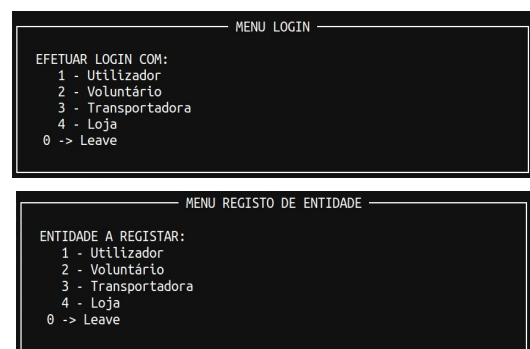 MENU LOGIN
EFETUAR LOGIN COM:
1 - Utilizador
2 - Voluntário
3 - Transportadora
4 - Loja
0 -> Leave
MENU REGISTO DE ENTIDADE
ENTIDADE A REGISTAR:
1 - Utilizador
2 - Voluntário
3 - Transportadora
4 - Loja
0 -> Leave